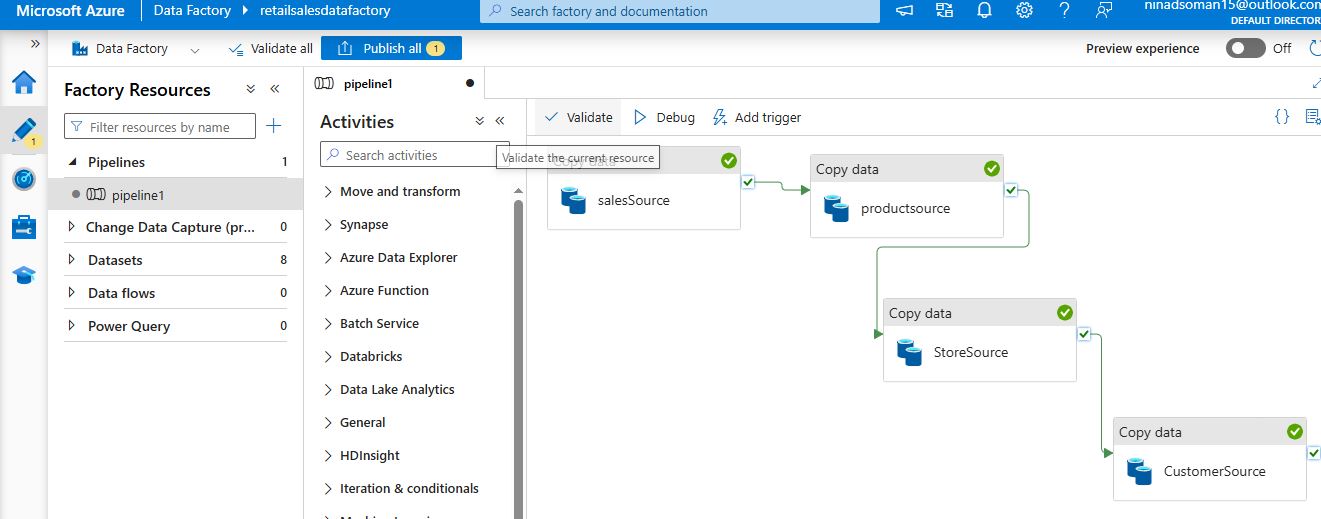 Microsoft Azure
Data Factory
retailsalesdatafactory
Search factory and documentation
ninadsoman15@outlook.com
DEFAULT DIRECTOR
Data Factory
Validate all
Publish all 1
Preview experience
Off
1
Factory Resources
Filter resources by name
Pipelines 1
pipeline1
Change Data Capture (pr... 0
Datasets 8
Data flows 0
Power Query 0
pipeline1
Activities
Search activities
Move and transform
Synapse
Azure Data Explorer
Azure Function
Batch Service
Databricks
Data Lake Analytics
General
HDInsight
Iteration & conditionals
Validate
Debug
Add trigger
{}
Validate the current resource
Copy data
salesSource
Copy data
productsource
Copy data
StoreSource
Copy data
CustomerSource